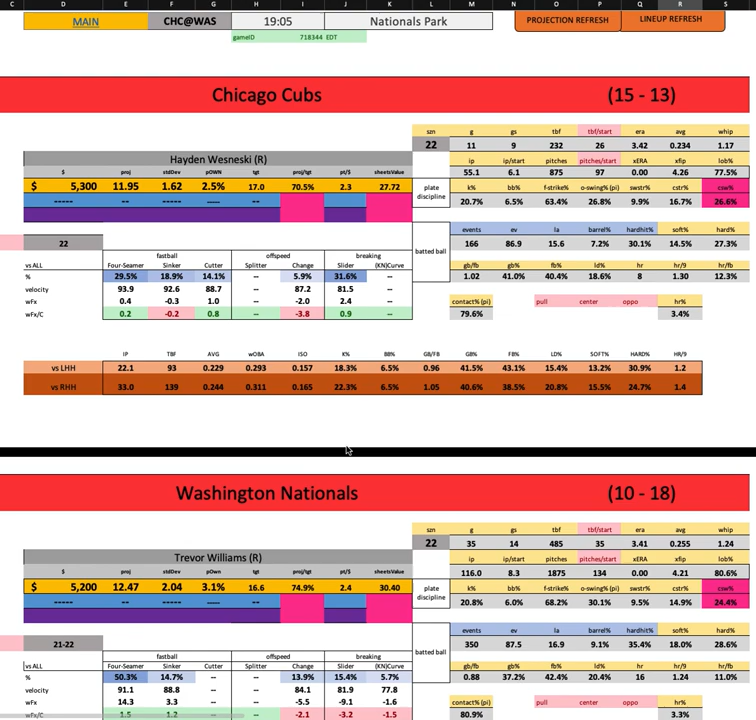 C D E F G H I J K L M N O P Q R S
MAIN CHC@WAS 19:05 Nationals Park PROJECTION REFRESH LINEUP REFRESH
gameID 718344 EDT
Chicago Cubs (15 - 13)
szn g gs tbf tbf/start era avg whip
22 11 9 232 26 3.42 0.234 1.17
Hayden Wesneski (R) ip ip/start pitches pitches/start xERA xfip lob%
$ proj stdDev pOWN tgt proj/tgt pt/$ sheetsValue 55.1 6.1 875 97 0.00 4.26 77.5%
$ 5,300 11.95 1.62 2.5% 17.0 70.5% 2.3 27.72 plate discipline k% bb% f-strike% o-swing% (pi) swstr% cstr% csw%
----- -- ----- — -- 20.7% 6.5% 63.4% 26.8% 9.9% 16.7% 26.6%
events ev la barrel% hardhit% soft% hard%
22 166 86.9 15.6 7.2% 30.1% 14.5% 27.3%
fastball offspeed breaking batted ball
vs ALL Four-Seamer Sinker Cutter Splitter Change Slider (KN)Curve gb/fb gb% fb% ld% hr hr/9 hr/fb
% 29.5% 18.9% 14.1% -- 5.9% 31.6% -- 1.02 41.0% 40.4% 18.6% 8 1.30 12.3%
velocity 93.9 92.6 88.7 -- 87.2 81.5 --
wFx 0.4 -0.3 1.0 -- -2.0 2.4 -- contact% (pi) pull center oppo hr%
wFx/C 0.2 -0.2 0.8 -- -3.8 0.9 -- 79.6% 3.4%
IP TBF AVG wOBA ISO K% BB% GB/FB GB% FB% LD% SOFT% HARD% HR/9
vs LHH 22.1 93 0.229 0.293 0.157 18.3% 6.5% 0.96 41.5% 43.1% 15.4% 13.2% 30.9% 1.2
vs RHH 33.0 139 0.244 0.311 0.165 22.3% 6.5% 1.05 40.6% 38.5% 20.8% 15.5% 24.7% 1.4
Washington Nationals (10 - 18)
szn g gs tbf tbf/start era avg whip
22 35 14 485 35 3.41 0.255 1.24
Trevor Williams (R) ip ip/start pitches pitches/start xERA xfip lob%
$ proj stdDev pOwn tgt proj/tgt pt/$ sheetsValue 116.0 8.3 1875 134 0.00 4.21 80.6%
$ 5,200 12.47 2.04 3.1% 16.6 74.9% 2.4 30.40 plate discipline k% bb% f-strike% o-swing% (pi) swstr% cstr% csw%
----- -- ----- — -- 20.8% 6.0% 68.2% 30.1% 9.5% 14.9% 24.4%
events ev la barrel% hardhit% soft% hard%
21-22 350 87.5 16.9 9.1% 35.4% 18.0% 28.6%
fastball offspeed breaking batted ball
vs ALL Four-Seamer Sinker Cutter Splitter Change Slider (KN)Curve gb/fb gb% fb% ld% hr hr/9 hr/fb
% 50.3% 14.7% -- -- 13.9% 15.4% 5.7% 0.88 37.2% 42.4% 20.4% 16 1.24 11.0%
velocity 91.1 88.8 -- -- 84.1 81.9 77.8
wFx 14.3 3.3 -- -- -5.5 -9.1 -1.6 contact% (pi) pull center oppo hr%
wFx/C 1.5 1.2 -- -- -2.1 -3.2 -1.5 80.9% 3.3%